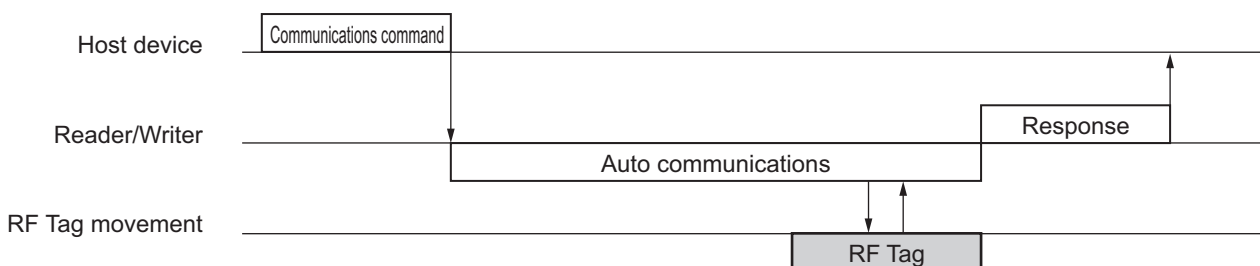 Host device
Communications command
Reader/Writer
Response
Auto communications
RF Tag movement
RF Tag